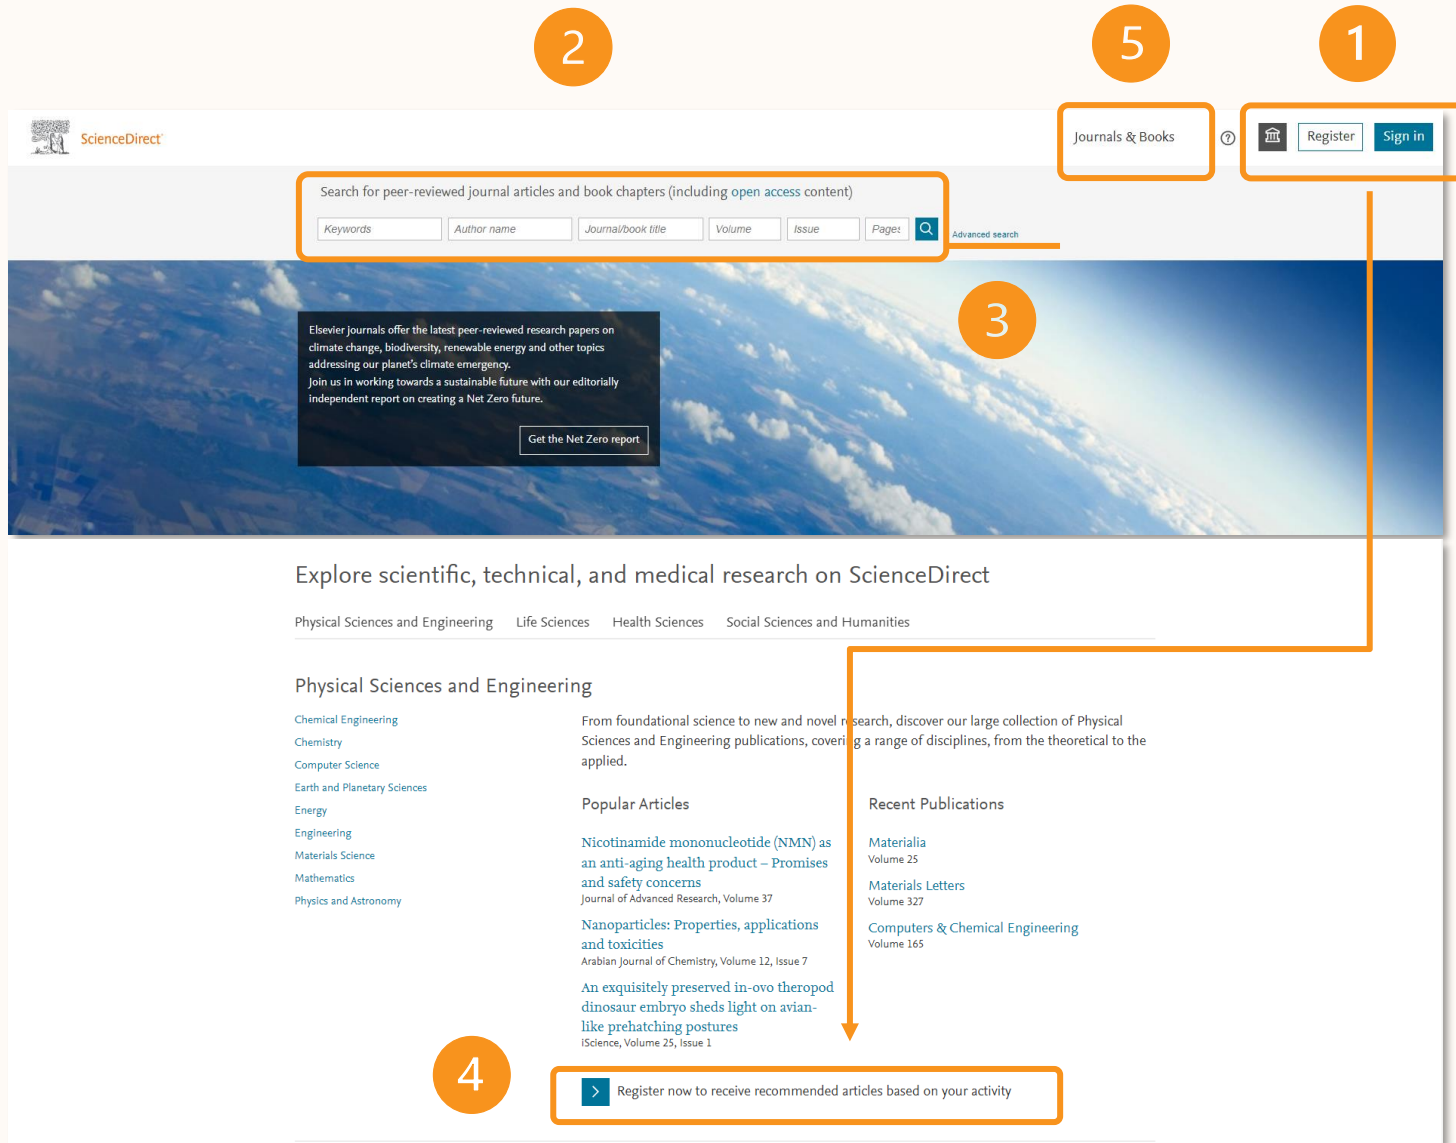 2
5
1
ScienceDirect
Journals & Books
?
Register
Sign in
Search for peer-reviewed journal articles and book chapters (including open access content)
Keywords
Author name
Journal/book title
Volume
Issue
Pages
Advanced search
3
Elsevier journals offer the latest peer-reviewed research papers on
climate change, biodiversity, renewable energy and other topics
addressing our planet's climate emergency.
Join us in working towards a sustainable future with our editorially
independent report on creating a Net Zero future.
Get the Net Zero report
Explore scientific, technical, and medical research on ScienceDirect
Physical Sciences and Engineering
Life Sciences
Health Sciences
Social Sciences and Humanities
Physical Sciences and Engineering
Chemical Engineering
Chemistry
Computer Science
Earth and Planetary Sciences
Energy
Engineering
Materials Science
Mathematics
Physics and Astronomy
From foundational science to new and novel research, discover our large collection of Physical
Sciences and Engineering publications, covering a range of disciplines, from the theoretical to the
applied.
Popular Articles
Nicotinamide mononucleotide (NMN) as
an anti-aging health product – Promises
and safety concerns
Journal of Advanced Research, Volume 37
Nanoparticles: Properties, applications
and toxicities
Arabian Journal of Chemistry, Volume 12, Issue 7
An exquisitely preserved in-ovo theropod
dinosaur embryo sheds light on avian-
like prehatching postures
iScience, Volume 25, Issue 1
Recent Publications
Materialia
Volume 25
Materials Letters
Volume 327
Computers & Chemical Engineering
Volume 165
4
Register now to receive recommended articles based on your activity